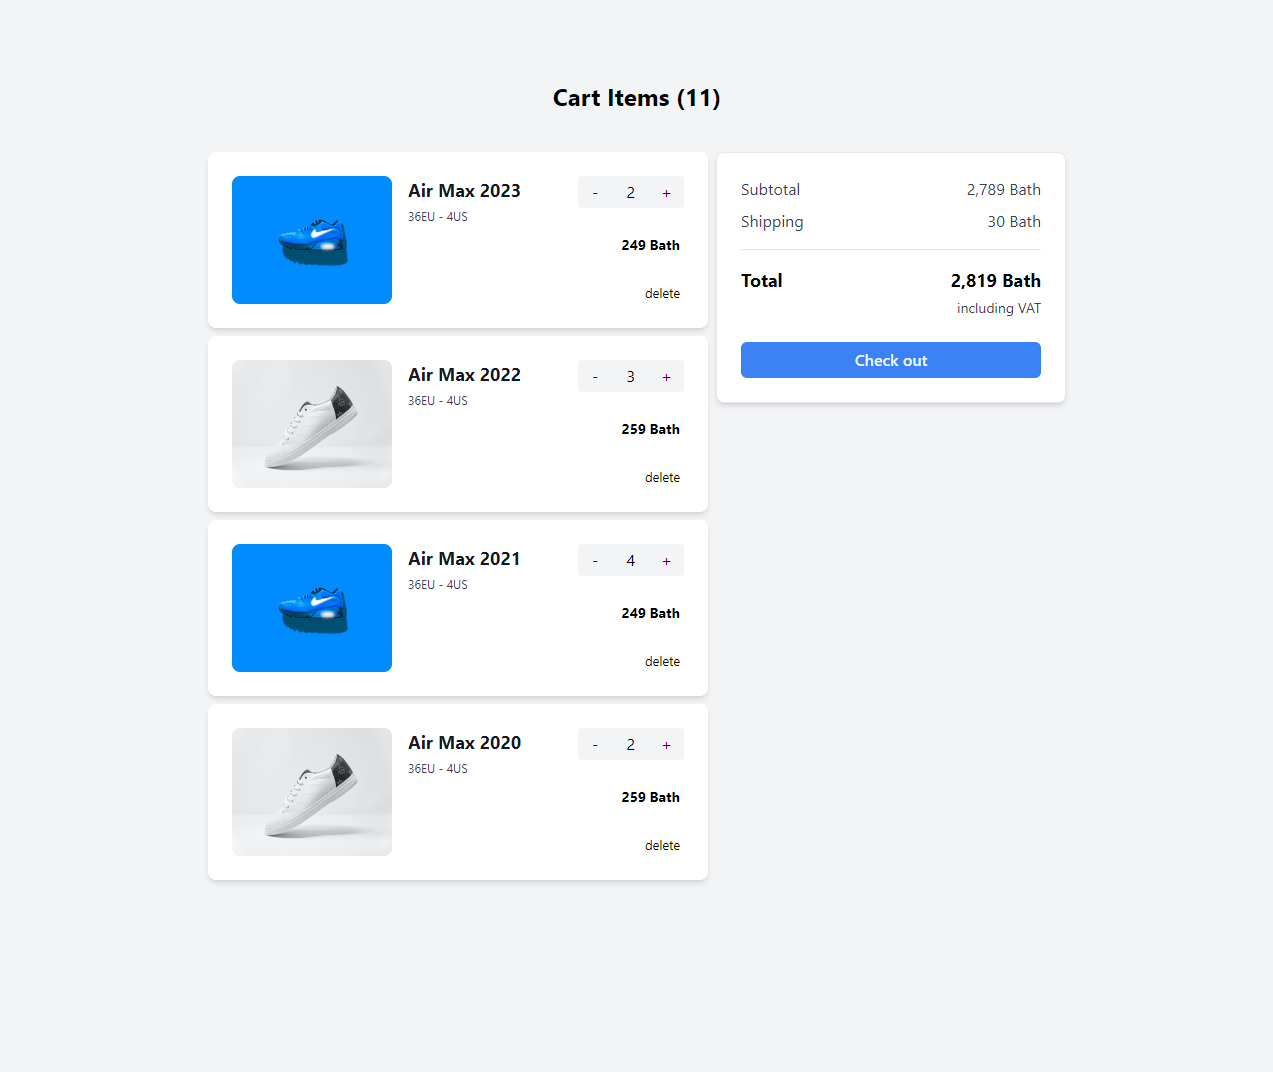 Cart Items (11)
Air Max 2023
36EU - 4US
- 2 +
249 Bath
delete
Air Max 2022
36EU - 4US
- 3 +
259 Bath
delete
Air Max 2021
36EU - 4US
- 4 +
249 Bath
delete
Air Max 2020
36EU - 4US
- 2 +
259 Bath
delete
Subtotal 2,789 Bath
Shipping 30 Bath
Total 2,819 Bath
including VAT
Check out